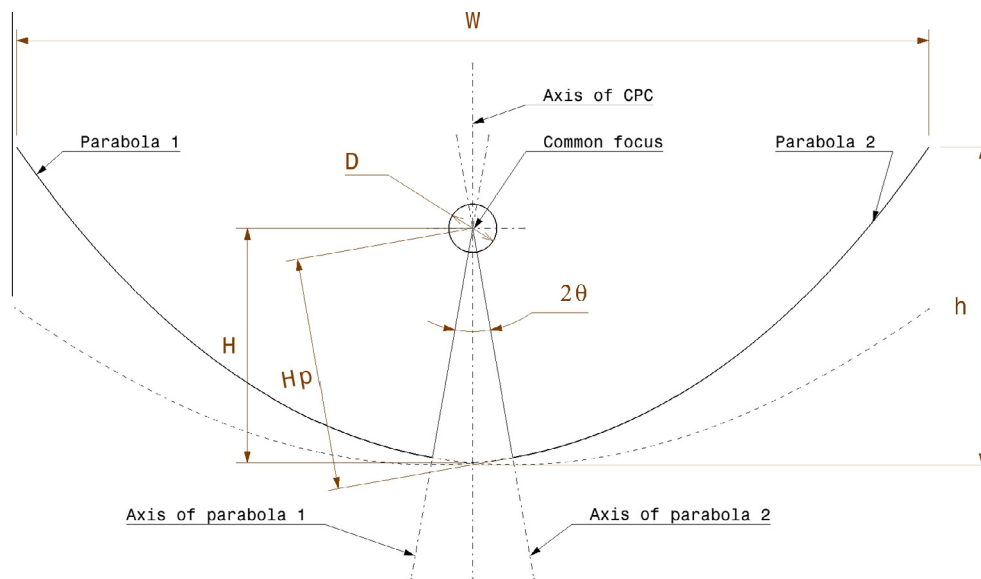 W
Axis of CPC
Parabola 1
Common focus
Parabola 2
D
2θ
h
H
Hp
Axis of parabola 1
Axis of parabola 2